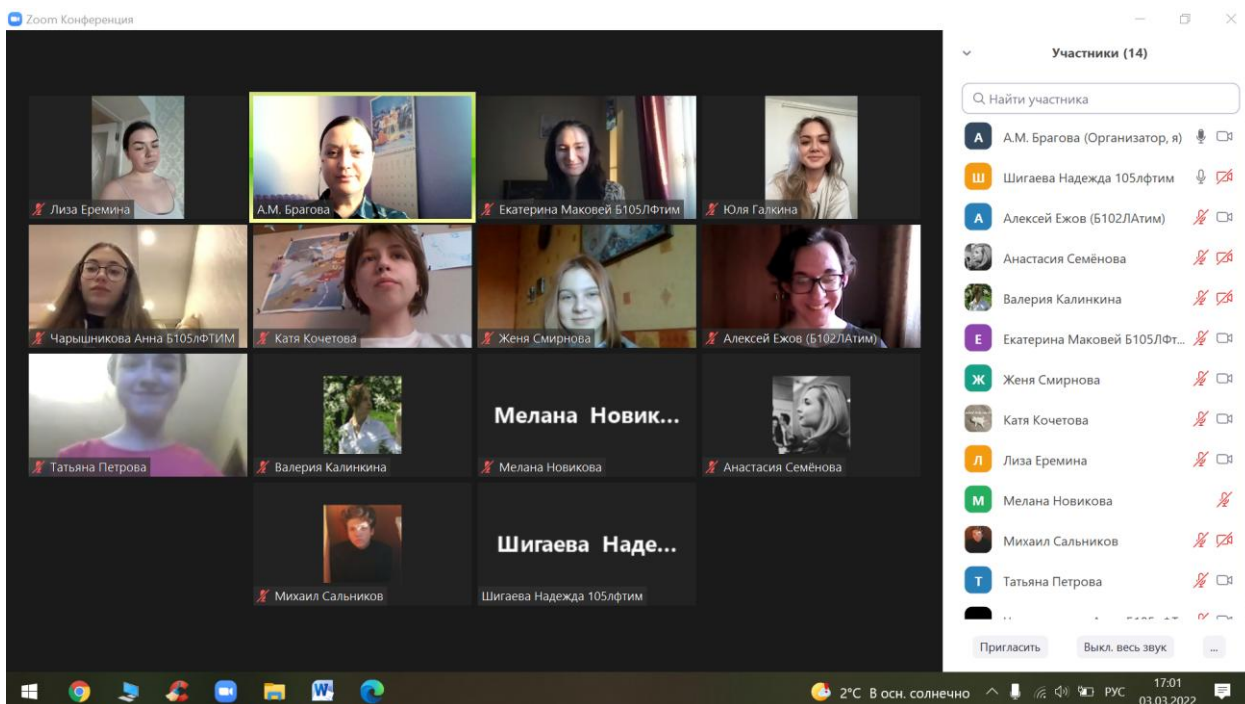 Zoom Конференция
Лиза Еремина
А.М. Брагова
Екатерина Маковей Б105ЛФтим
Юля Галкина
Чарышникова Анна Б105лФТИМ
Катя Кочетова
Женя Смирнова
Алексей Ежов (Б102ЛАтим)
Татьяна Петрова
Валерия Калинкина
Мелана Новик...
Мелана Новикова
Анастасия Семёнова
Михаил Сальников
Шигаева Наде...
Шигаева Надежда 105лфтим
Участники (14)
Найти участника
А
А.М. Брагова (Организатор, я)
Ш
Шигаева Надежда 105лфтим
А
Алексей Ежов (Б102ЛАтим)
Анастасия Семёнова
Валерия Калинкина
Е
Екатерина Маковей Б105ЛФт...
Ж
Женя Смирнова
Катя Кочетова
Л
Лиза Еремина
М
Мелана Новикова
Михаил Сальников
Т
Татьяна Петрова
Пригласить
Выкл. весь звук
...
2°C В осн. солнечно
РУС
17:01
03.03.2022